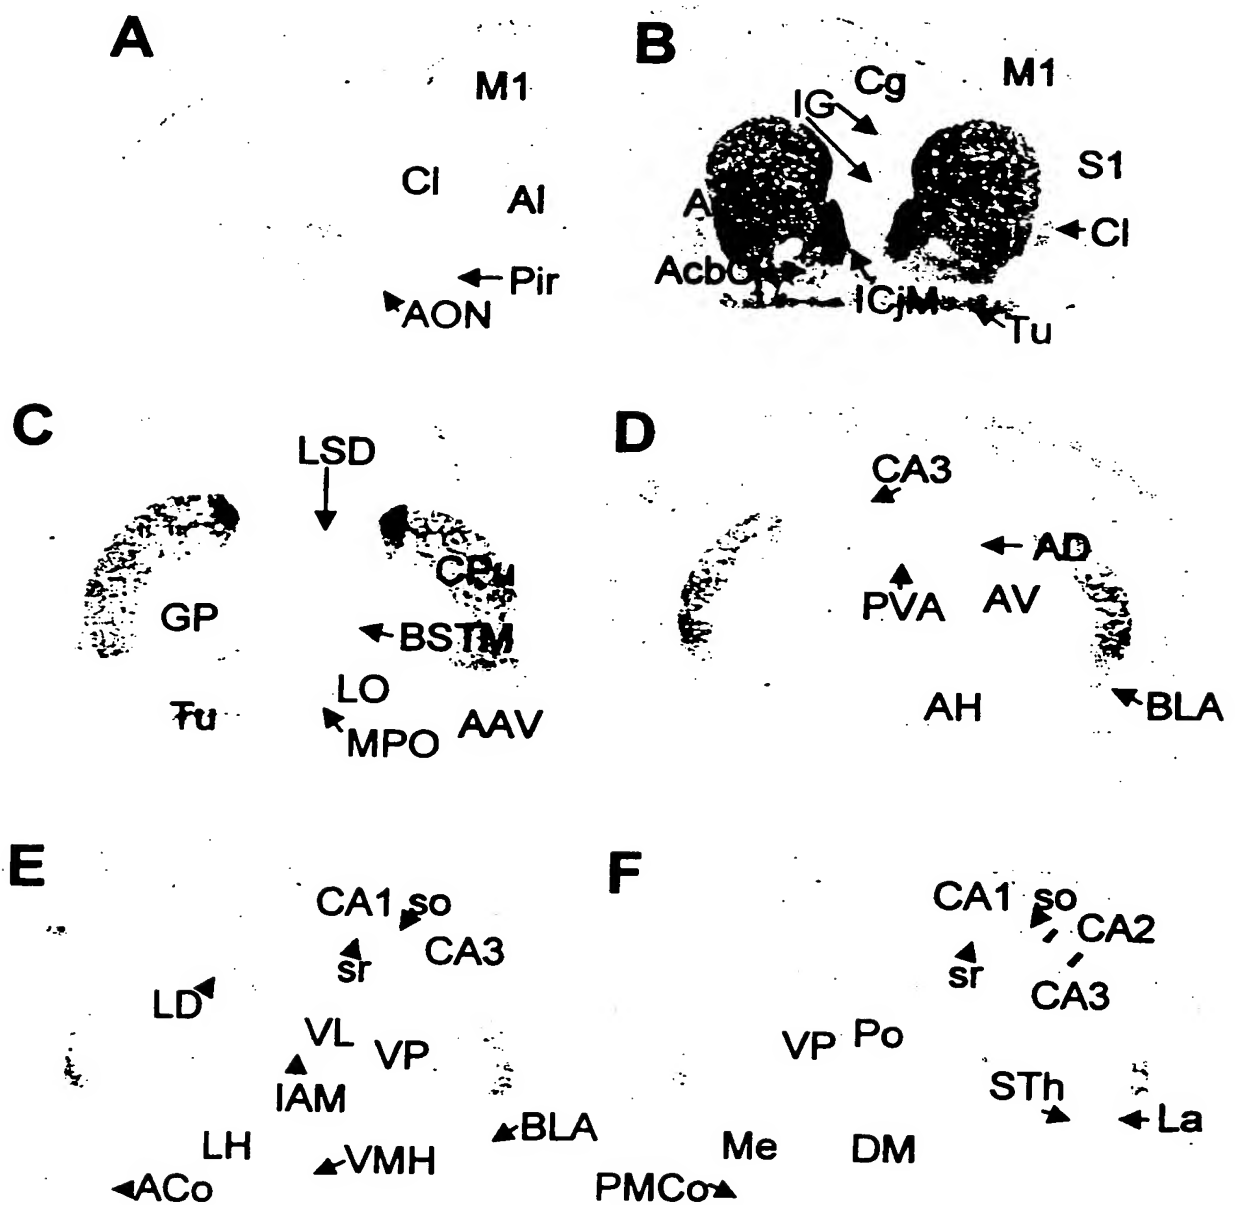 A
M1
Cl
AI
Pir
AON
B
Cg
M1
IG
S1
Cl
ICjM
Tu
C
LSD
CPu
GP
BSTM
LO
Tu
MPO
AAV
D
CA3
AD
PVA
AV
AH
BLA
E
CA1 so
sr
CA3
LD
VL
VP
IAM
BLA
LH
VMH
ACo
F
CA1 so
CA2
sr
CA3
VP Po
STh
La
Me
DM
PMCo